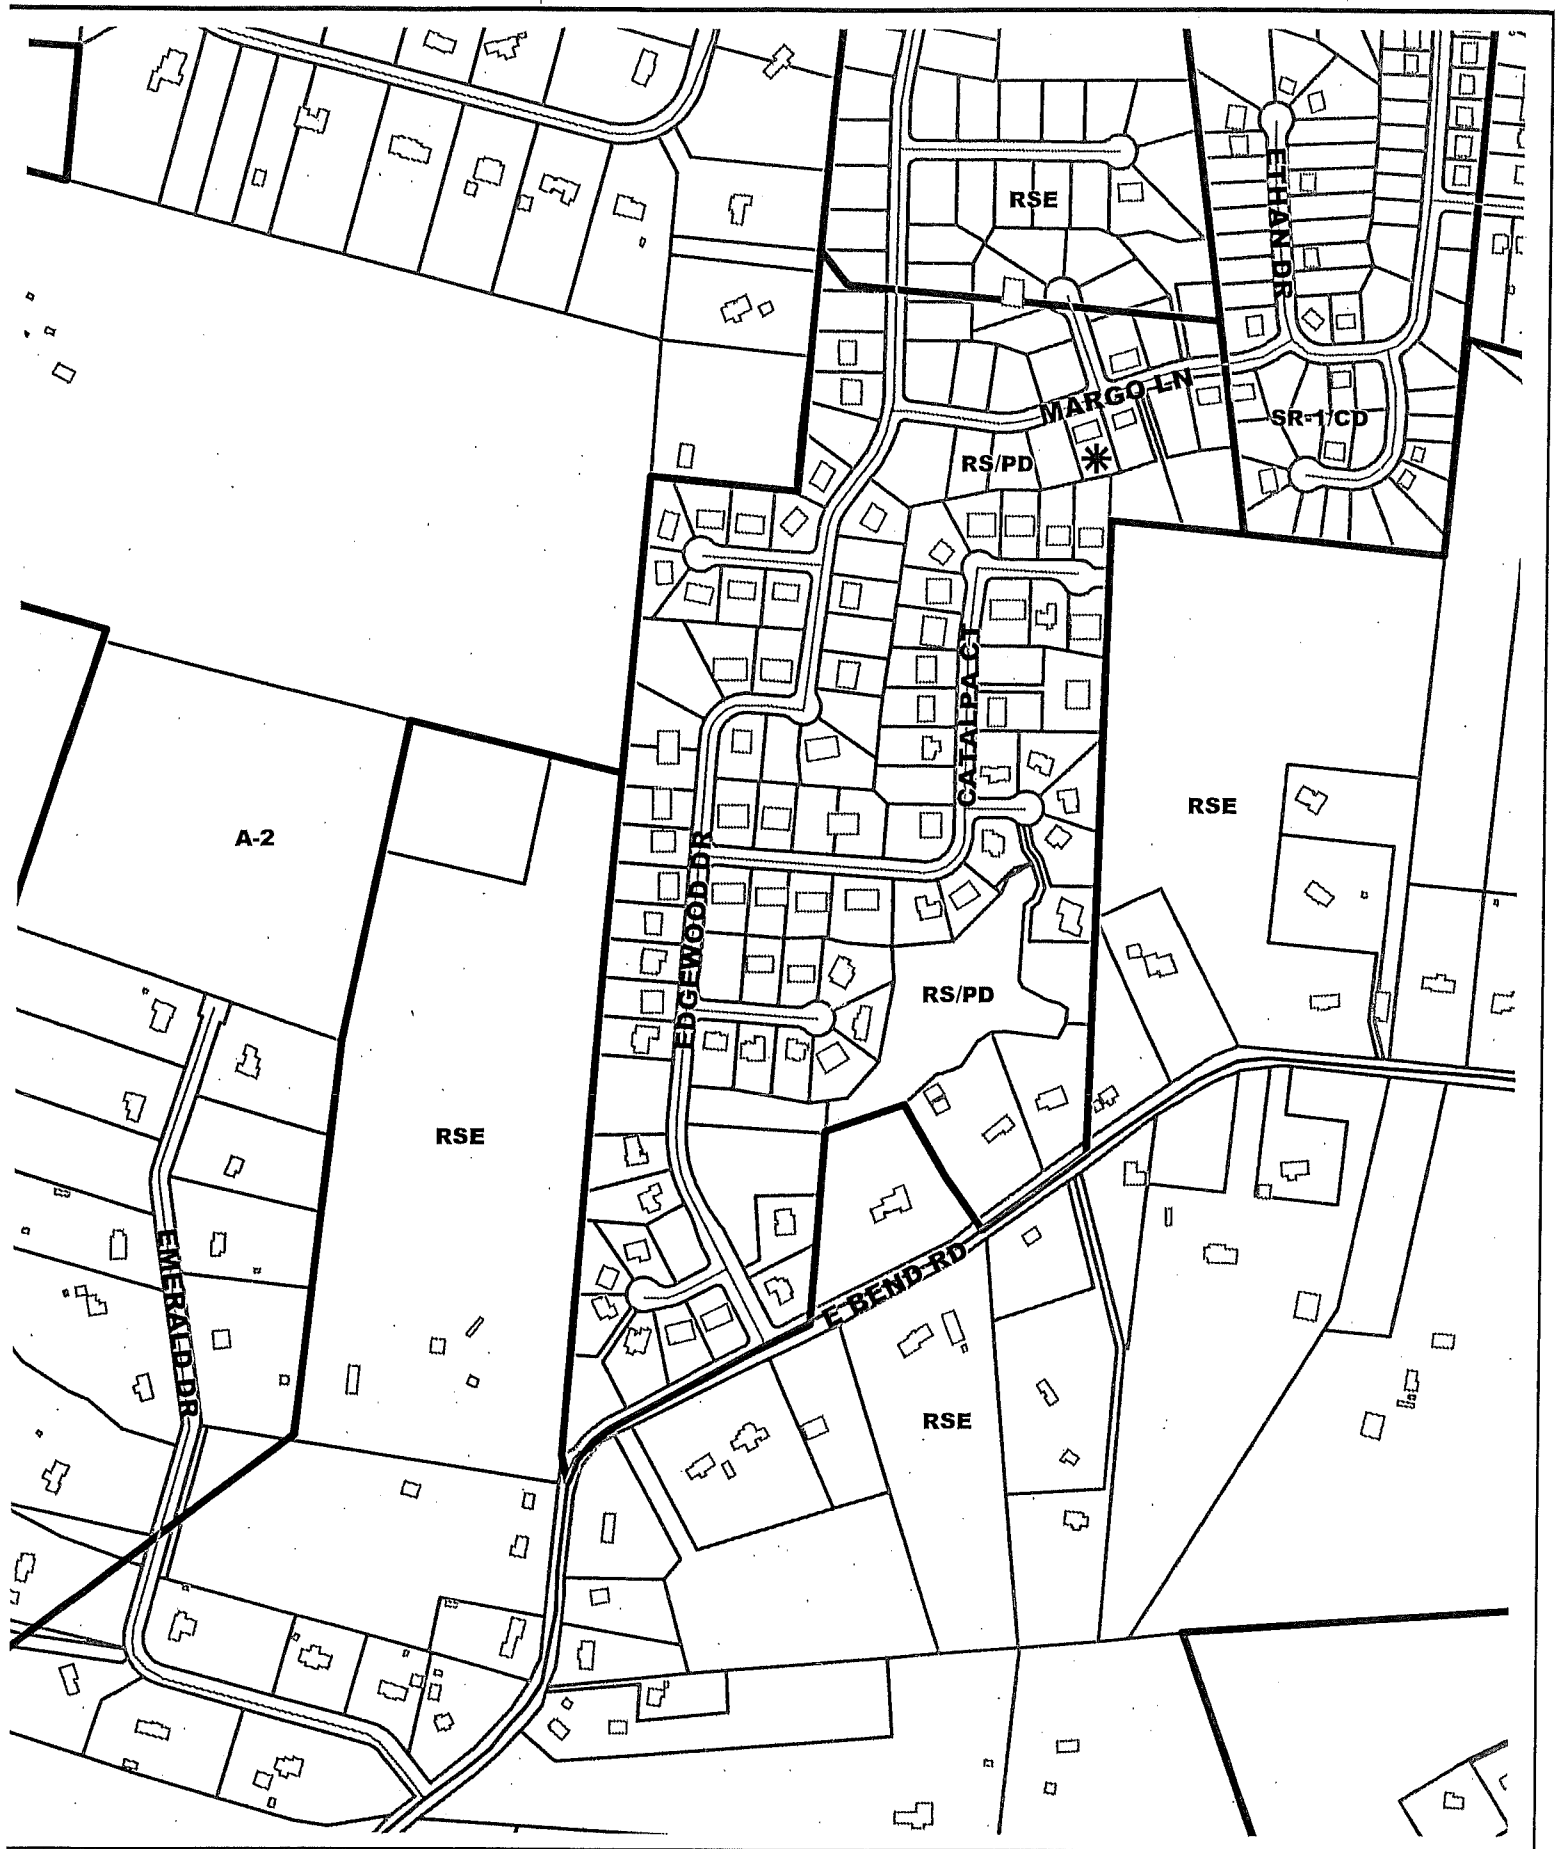 RSE
ETHAN DR
MARGO LN
SR-1/CD
RS/PD
CATALPA CT
RSE
A-2
EDGEWOOD DR
RS/PD
RSE
EMERALD DR
E BEND RD
RSE